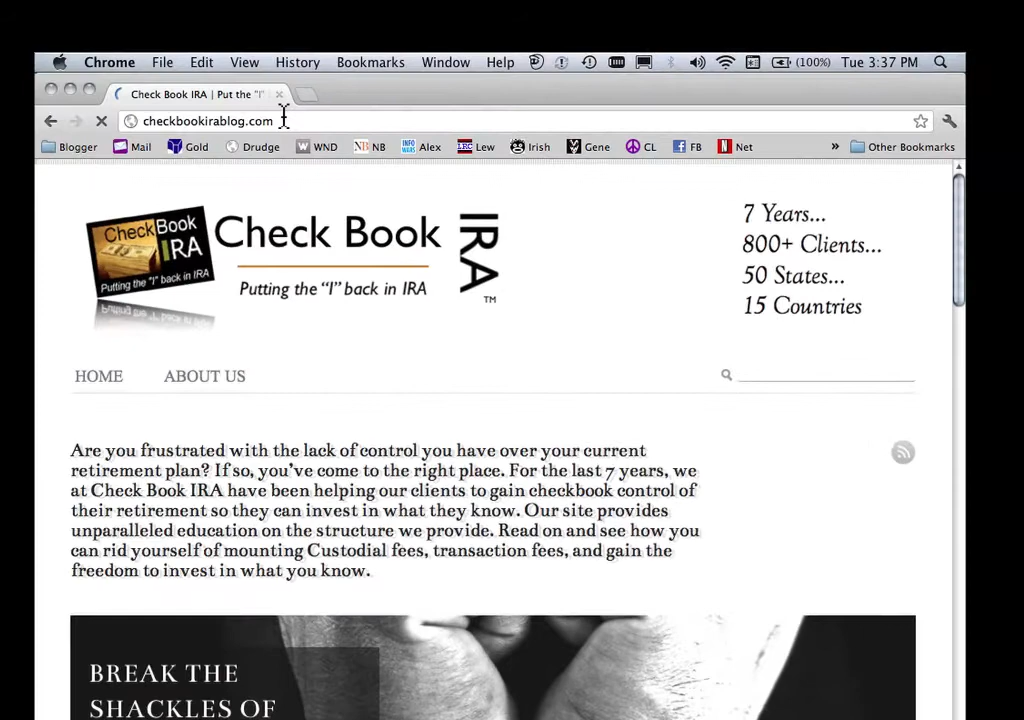 Chrome File Edit View History Bookmarks Window Help (100%) Tue 3:37 PM
Check Book IRA | Put the "I"
checkbookirablog.com
Blogger Mail Gold Drudge WND NB Alex Lew Irish Gene CL FB Net » Other Bookmarks
CheckBook
IRA
Putting the "I" back in IRA
Check Book IRA™
Putting the “I” back in IRA
7 Years...
800+ Clients...
50 States...
15 Countries
HOME ABOUT US
Are you frustrated with the lack of control you have over your current
retirement plan? If so, you’ve come to the right place. For the last 7 years, we
at Check Book IRA have been helping our clients to gain checkbook control of
their retirement so they can invest in what they know. Our site provides
unparalleled education on the structure we provide. Read on and see how you
can rid yourself of mounting Custodial fees, transaction fees, and gain the
freedom to invest in what you know.
BREAK THE
SHACKLES OF